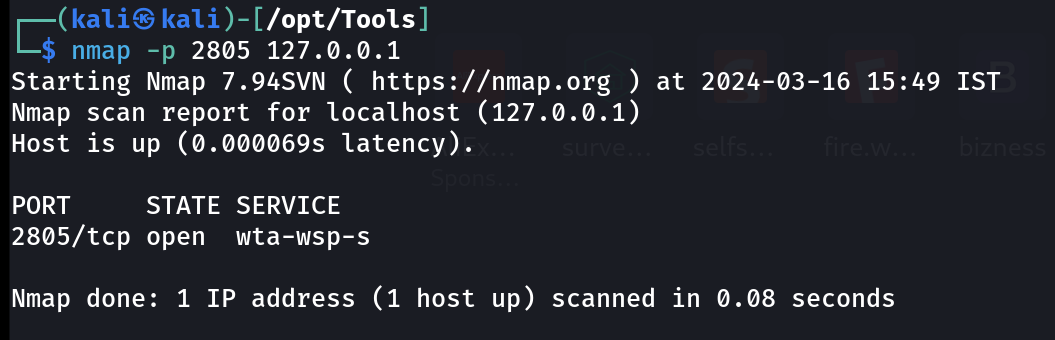 ┌──(kali㉿kali)-[/opt/Tools]
└─$ nmap -p 2805 127.0.0.1
Starting Nmap 7.94SVN ( https://nmap.org ) at 2024-03-16 15:49 IST
Nmap scan report for localhost (127.0.0.1)
Host is up (0.000069s latency).
Ex... surve... selfs... fire.w... bizness
Spons...
PORT     STATE SERVICE
2805/tcp open  wta-wsp-s
Nmap done: 1 IP address (1 host up) scanned in 0.08 seconds